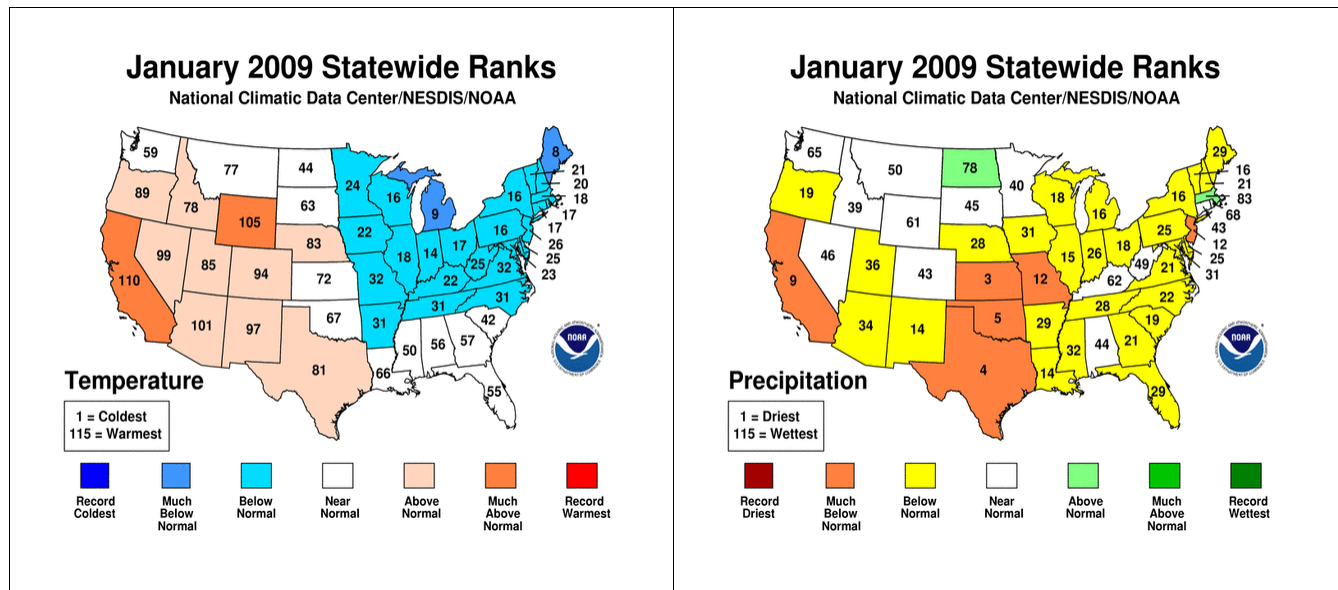 January 2009 Statewide Ranks
National Climatic Data Center/NESDIS/NOAA
59
77
44
24
16
9
8
21
20
18
17
17
26
25
23
89
78
105
63
22
16
16
83
18
14
17
25
32
110
99
85
94
72
32
22
31
31
101
97
67
31
42
81
66
50
56
57
55
NOAA
Temperature
1 = Coldest
115 = Warmest
Record
Coldest
Much
Below
Normal
Below
Normal
Near
Normal
Above
Normal
Much
Above
Normal
Record
Warmest
January 2009 Statewide Ranks
National Climatic Data Center/NESDIS/NOAA
65
50
78
40
18
16
29
16
21
83
68
43
12
25
31
19
39
61
45
31
16
25
28
15
26
18
49
21
9
46
36
43
3
12
62
22
28
34
14
5
29
19
4
14
32
44
21
29
NOAA
Precipitation
1 = Driest
115 = Wettest
Record
Driest
Much
Below
Normal
Below
Normal
Near
Normal
Above
Normal
Much
Above
Normal
Record
Wettest